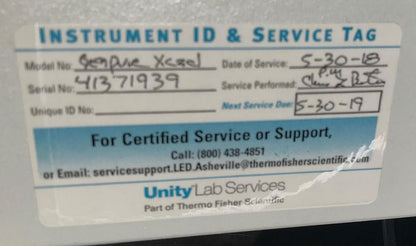 INSTRUMENT ID & SERVICE TAG
Model No: Xcel Date of Service: 5-30-18
Serial No: 41371939 Service Performed: P.M
Unique ID No: Next Service Due: 5-30-19
For Certified Service or Support,
Call: (800) 438-4851
or Email: servicesupport.LED.Asheville@thermofisherscientific.com
Unity Lab Services
Part of Thermo Fisher Scientific